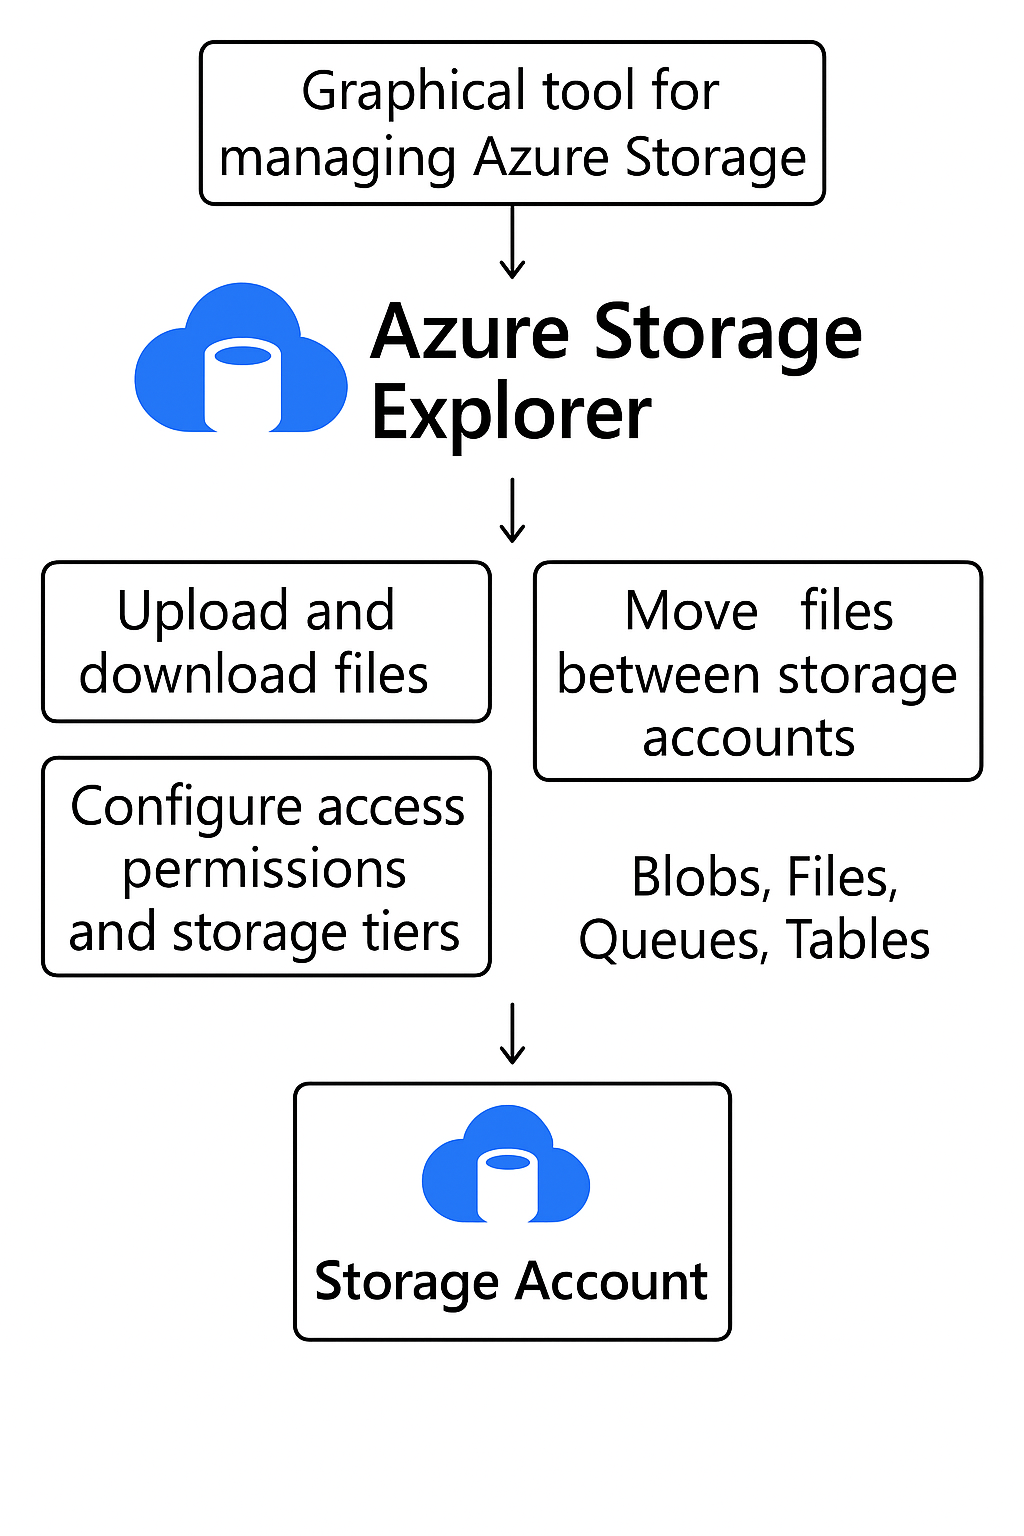 Graphical tool for
managing Azure Storage
Azure Storage
Explorer
Upload and
download files
Move files
between storage
accounts
Configure access
permissions
and storage tiers
Blobs, Files,
Queues, Tables
Storage Account